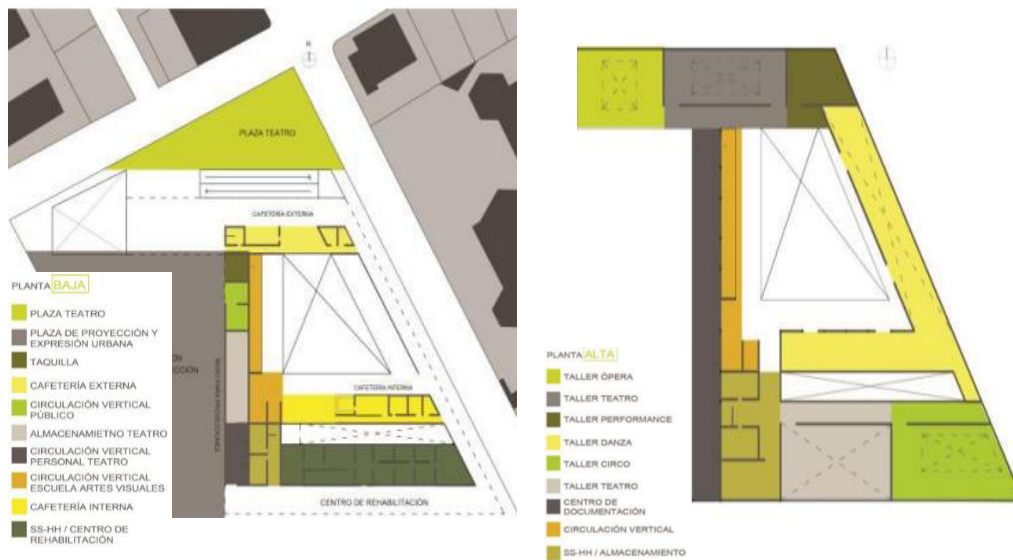 N
PLAZA TEATRO
CAFETERÍA EXTERNA
CAFETERÍA INTERNA
CENTRO DE REHABILITACIÓN
PLANTA BAJA
PLAZA TEATRO
PLAZA DE PROYECCIÓN Y
EXPRESIÓN URBANA
TAQUILLA
CAFETERÍA EXTERNA
CIRCULACIÓN VERTICAL
PÚBLICO
ALMACENAMIETNO TEATRO
CIRCULACIÓN VERTICAL
PERSONAL TEATRO
CIRCULACIÓN VERTICAL
ESCUELA ARTES VISUALES
CAFETERÍA INTERNA
SS-HH / CENTRO DE
REHABILITACIÓN
PLANTA ALTA
TALLER ÓPERA
TALLER TEATRO
TALLER PERFORMANCE
TALLER DANZA
TALLER CIRCO
TALLER TEATRO
CENTRO DE
DOCUMENTACIÓN
CIRCULACIÓN VERTICAL
SS-HH / ALMACENAMIENTO